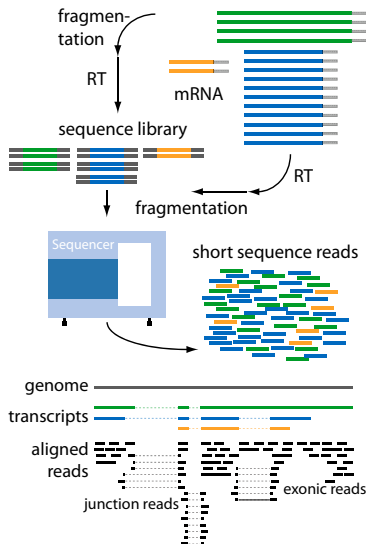 fragmen-
tation
RT
mRNA
sequence library
RT
fragmentation
Sequencer
short sequence reads
genome
transcripts
aligned
reads
junction reads
exonic reads